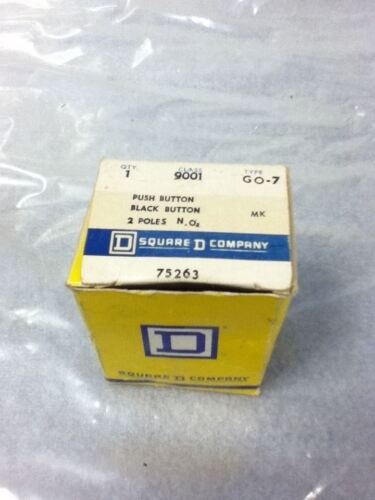 QTY. CLASS TYPE
1 9001 GO-7
PUSH BUTTON
BLACK BUTTON MK
2 POLES N.O.
D SQUARE D COMPANY
75263
D
SQUARE D COMPANY